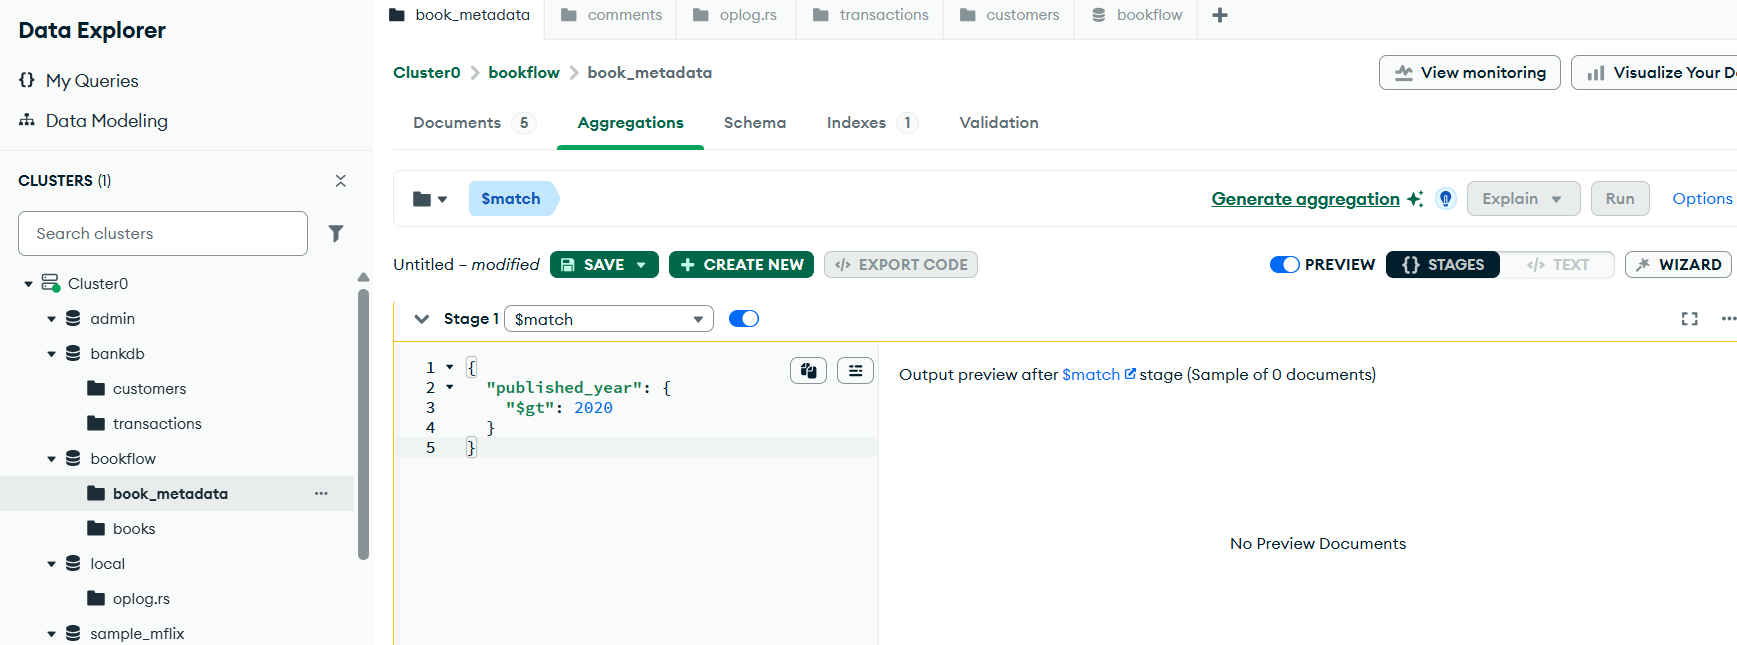 Data Explorer
My Queries
Data Modeling
CLUSTERS (1)
Search clusters
Cluster0
admin
bankdb
customers
transactions
bookflow
book_metadata
books
local
oplog.rs
sample_mflix
book_metadata comments oplog.rs transactions customers bookflow
Cluster0 bookflow book_metadata
View monitoring Visualize Your D
Documents 5 Aggregations Schema Indexes 1 Validation
$match Generate aggregation Explain Run Options
Untitled – modified SAVE CREATE NEW </> EXPORT CODE PREVIEW {} STAGES </> TEXT WIZARD
Stage 1 $match
1 {
2 "published_year": {
3 "$gt": 2020
4 }
5 }
Output preview after $match stage (Sample of 0 documents)
No Preview Documents